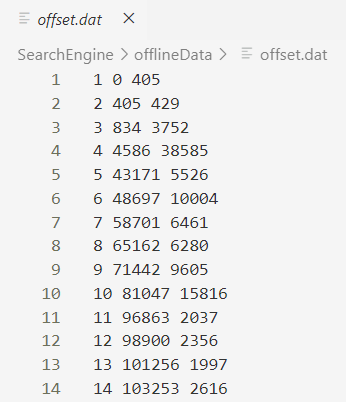 offset.dat ×
SearchEngine > offlineData > offset.dat
1 1 0 405
2 2 405 429
3 3 834 3752
4 4 4586 38585
5 5 43171 5526
6 6 48697 10004
7 7 58701 6461
8 8 65162 6280
9 9 71442 9605
10 10 81047 15816
11 11 96863 2037
12 12 98900 2356
13 13 101256 1997
14 14 103253 2616